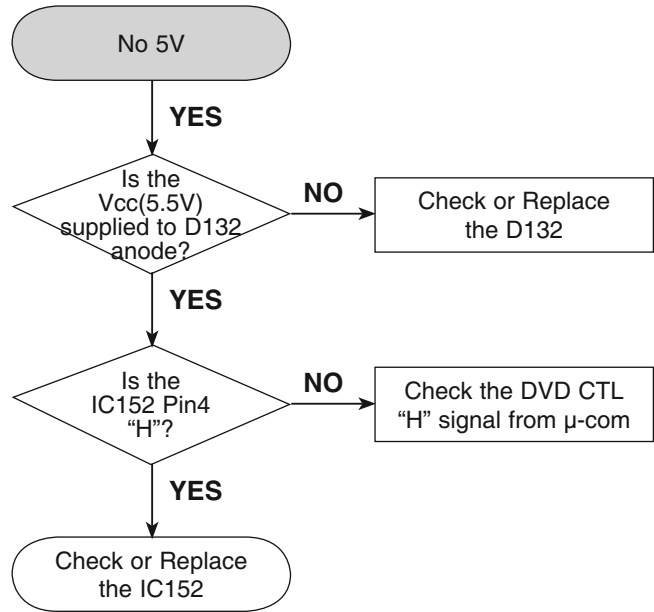 No 5V
YES
Is the
Vcc(5.5V)
supplied to D132
anode?
NO
Check or Replace
the D132
YES
Is the
IC152 Pin4
“H”?
NO
Check the DVD CTL
“H” signal from μ-com
YES
Check or Replace
the IC152